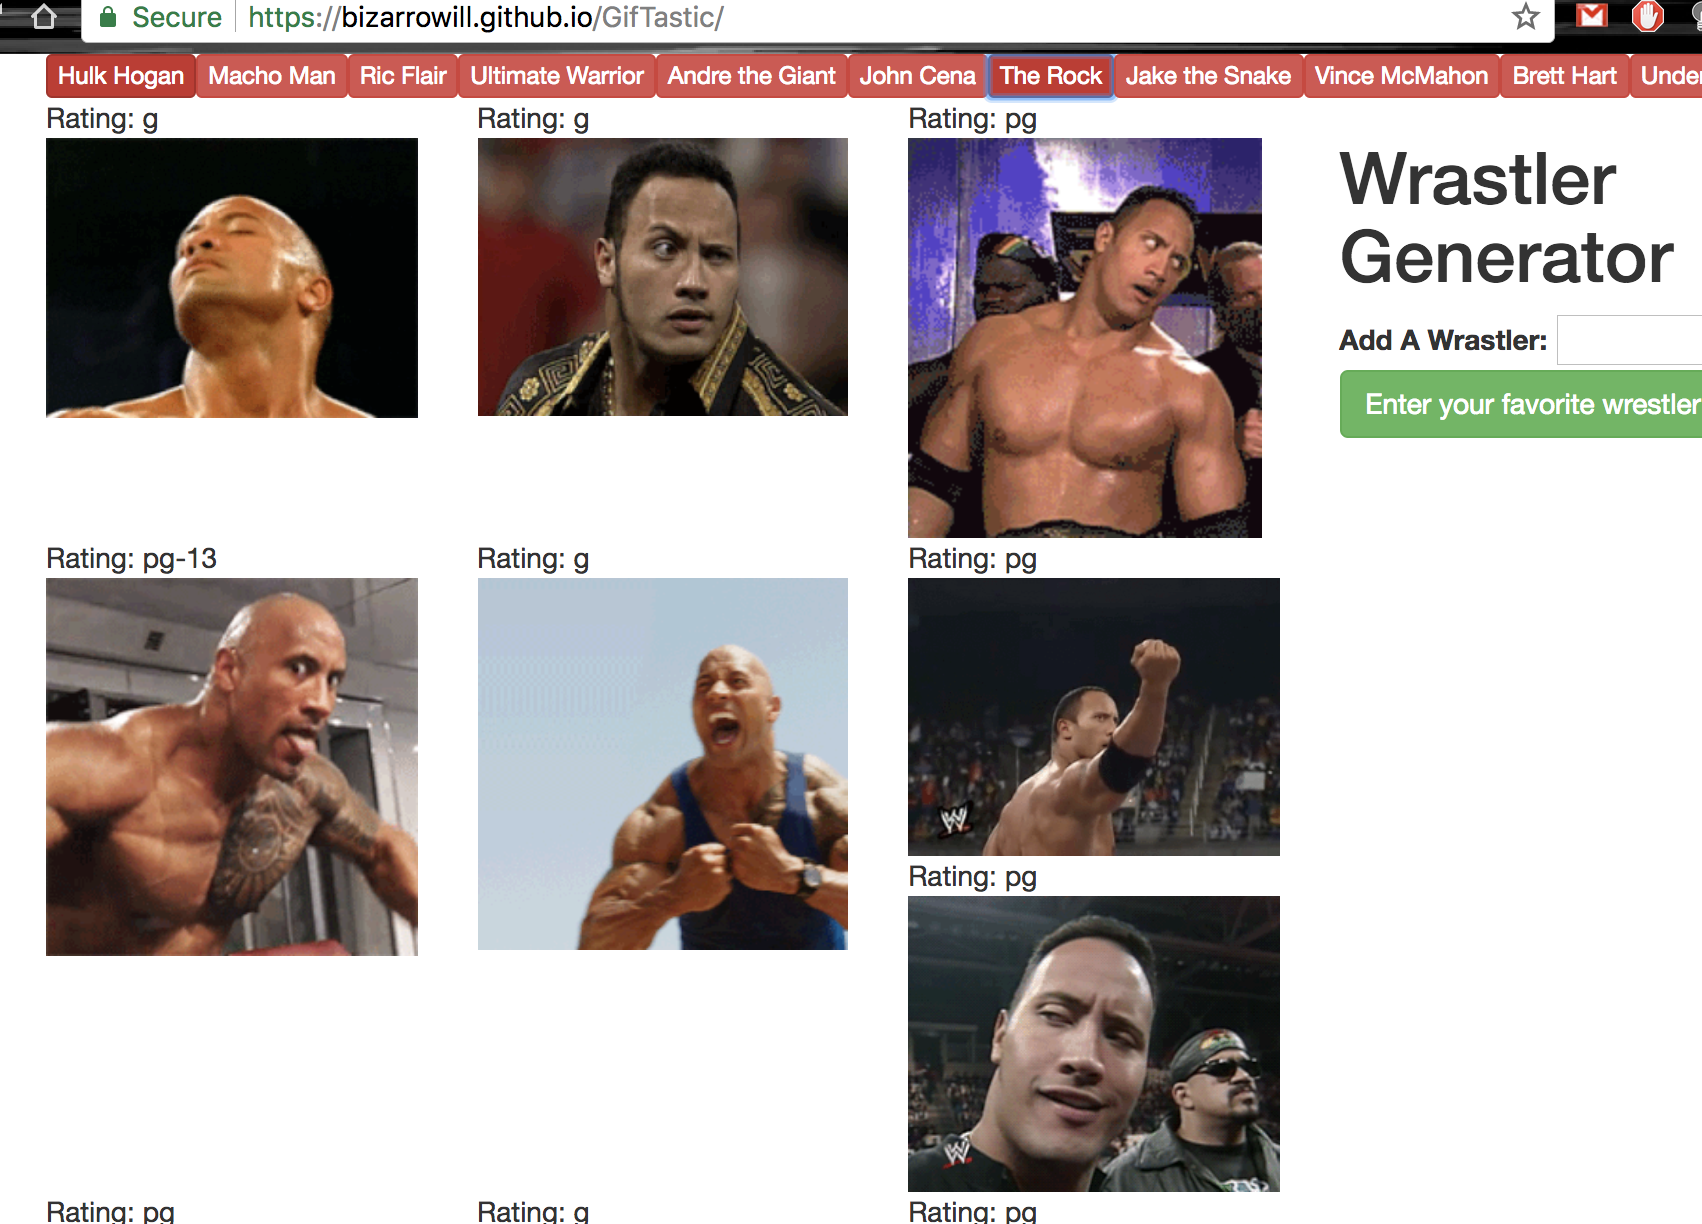 Secure https://bizarrowill.github.io/GifTastic/
Hulk Hogan Macho Man Ric Flair Ultimate Warrior Andre the Giant John Cena The Rock Jake the Snake Vince McMahon Brett Hart
Rating: g Rating: g Rating: pg
Wrastler
Generator
Add A Wrastler:
Enter your favorite wrestler
Rating: pg-13 Rating: g Rating: pg
Rating: pg
Rating: pg Rating: g Rating: pg